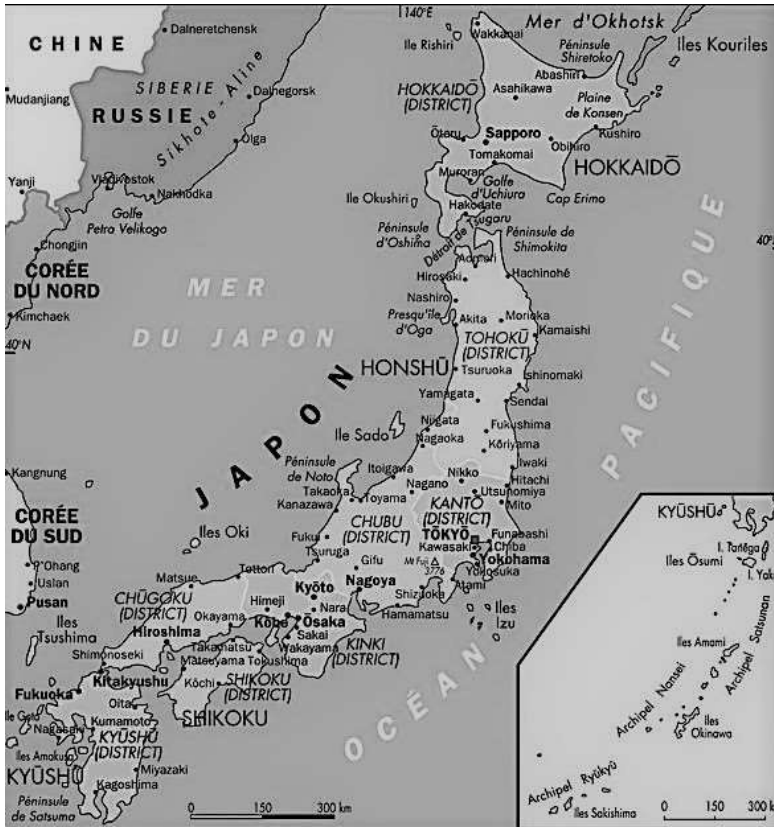 140°E
Mer d'Okhotsk
Dalneretchensk
CHINE
Wakkanai
Ile Rishiri
Péninsule
Shiretoko
Iles Kouriles
SIBERIE
Mudanjiang
RUSSIE
Dalnegorsk
Sikhote-Aline
HOKKAIDŌ
(DISTRICT)
Abashiri
Asahikawa
Plaine
de Konsen
Olga
Ōtaru
Sapporo
Kushiro
Obihiro
Tomakomai
HOKKAIDŌ
Yanji
Vladivostok
Nakhodka
Muroran
Golfe
d'Uchiura
Cap Erimo
Ile Okushiri
Golfe
Petra Velikoga
Hakodate
Péninsule
d'Oshima
Détroit de Tsugaru
Péninsule de
Shimokita
40°
Chongjin
CORÉE
DU NORD
Aomori
Hirosaki
Hachinohé
MER
DU JAPON
Nashiro
Presqu'île
d'Oga
Kimchaek
40°N
Akita
Morioka
Kamaishi
TOHOKŪ
(DISTRICT)
HONSHŪ
Tsuruoka
Ishinomaki
Yamagata
Sendai
JAPON
PACIFIQUE
Ile Sado
Niigata
Nagaoka
Fukushima
Kōriyama
Kangnung
Péninsule
de Noto
Itoigawa
Iwaki
Nikko
Hitachi
Takaoka
Nagano
Utsunomiya
Kanazawa
Toyama
Mito
CORÉE
DU SUD
Iles Oki
CHUBU
(DISTRICT)
KANTŌ
(DISTRICT)
Fukui
TŌKYŌ
Funabashi
Kawasaki
Chiba
P'Ohang
Tsuruga
Gifu
Mt Fuji
3776
Yokohama
Yokosuka
Uslan
Matsue
Tottori
Kyōto
Nagoya
Atami
Pusan
CHŪGOKU
(DISTRICT)
Himeji
Nara
Shizuoka
Hamamatsu
Iles
Izu
Iles
Tsushima
Okayama
Kobé
Ōsaka
Hiroshima
Sakai
Takamatsu
Wakayama
KINKI
(DISTRICT)
Shimonoseki
Matsuyama
Tokushima
Kitakyushu
Fukuoka
Kōchi
SHIKOKU
(DISTRICT)
SHIKOKU
Oita
Ile Goto
Nagasaki
Kumamoto
KYŪSHŪ
(DISTRICT)
Iles Amakusa
KYŪSHŪ
Miyazaki
Kagoshima
Péninsule
de Satsuma
OCÉAN
0 150 300 km
KYŪSHŪ
I. Tanēga
Iles Ōsumi
I. Yaku
Archipel Satsunan
Iles Amami
Archipel Nansei
Iles
Okinawa
Archipel Ryūkyū
Iles Sakishima
0 150 300 km